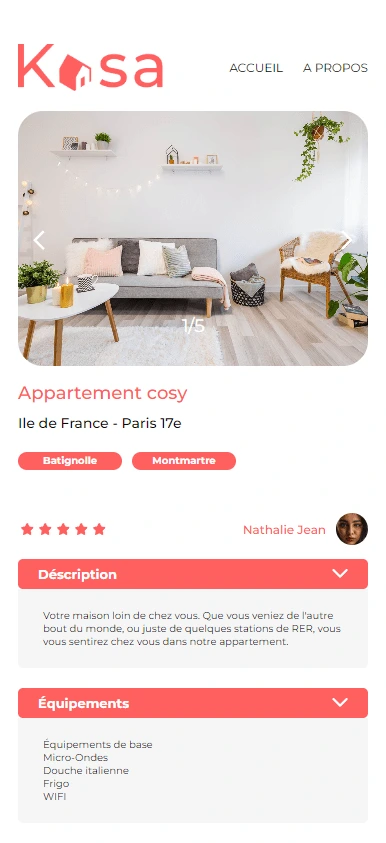 Kasa
ACCUEIL A PROPOS
1/5
Appartement cosy
Ile de France - Paris 17e
Batignolle Montmartre
Nathalie Jean
Déscription
Votre maison loin de chez vous. Que vous veniez de l'autre
bout du monde, ou juste de quelques stations de RER, vous
vous sentirez chez vous dans notre appartement.
Équipements
Équipements de base
Micro-Ondes
Douche italienne
Frigo
WIFI